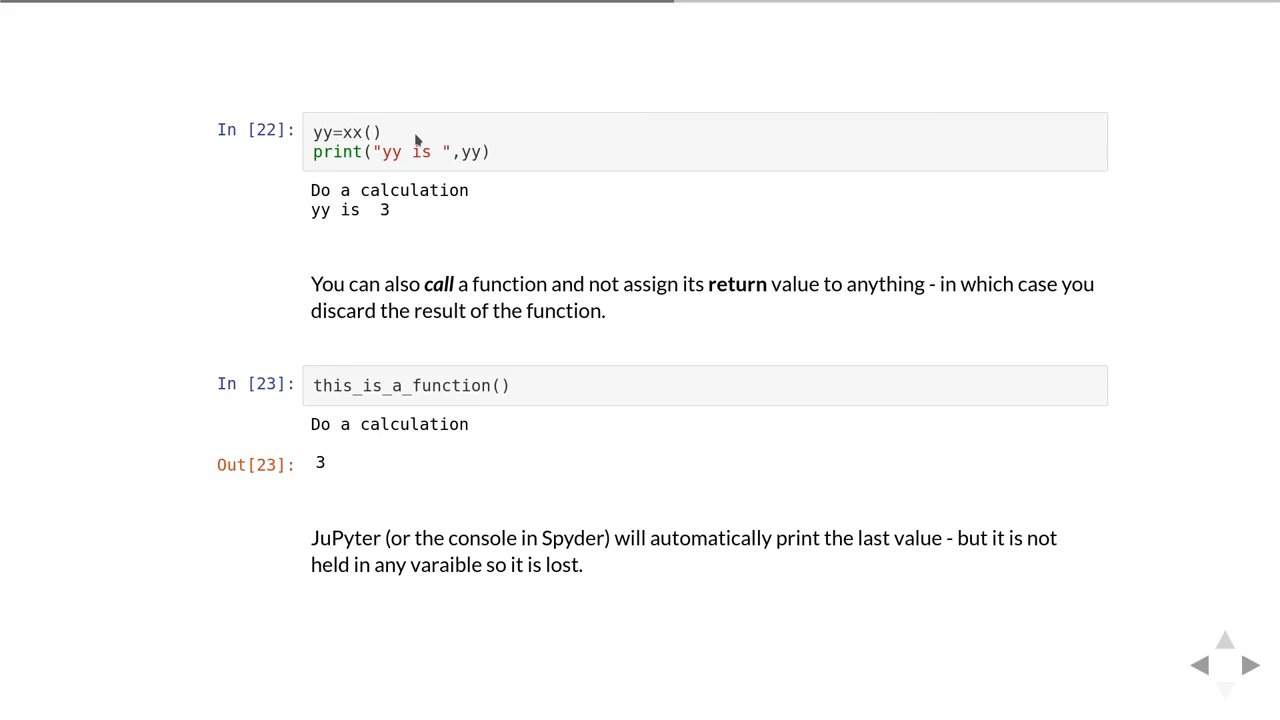 In [22]:
yy=xx()
print("yy is ",yy)
Do a calculation
yy is  3
You can also call a function and not assign its return value to anything - in which case you
discard the result of the function.
In [23]:
this_is_a_function()
Do a calculation
Out[23]: 3
JuPyter (or the console in Spyder) will automatically print the last value - but it is not
held in any varaible so it is lost.